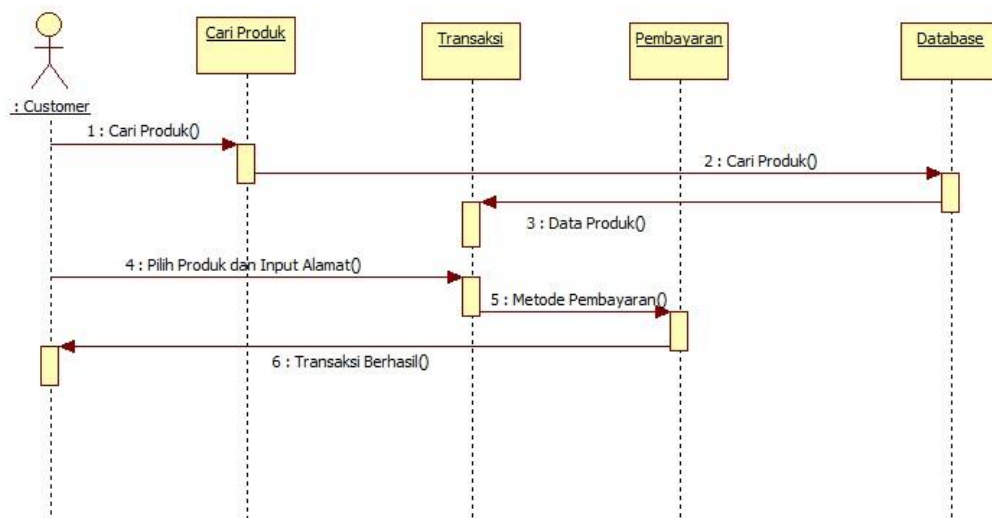 Cari Produk
Transaksi
Pembayaran
Database
: Customer
1 : Cari Produk()
2 : Cari Produk()
3 : Data Produk()
4 : Pilih Produk dan Input Alamat()
5 : Metode Pembayaran()
6 : Transaksi Berhasil()